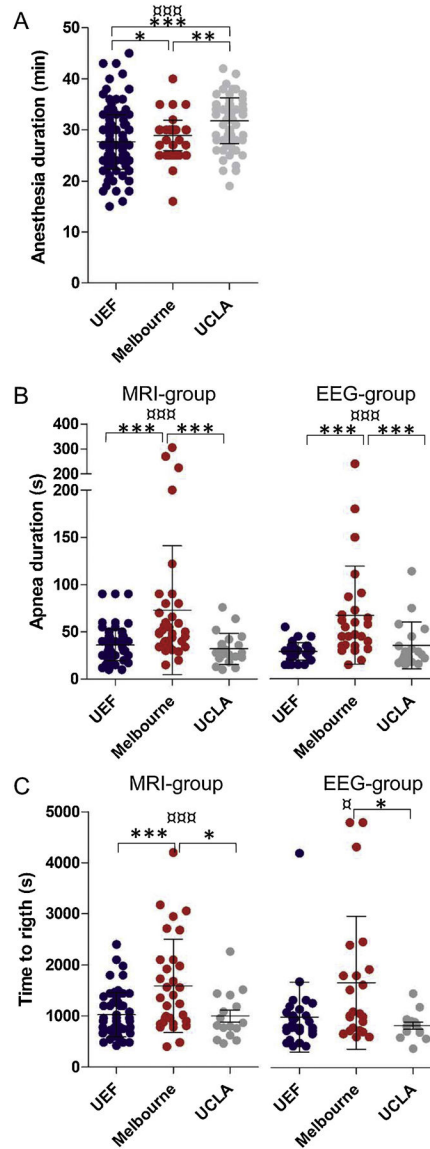 A
¤¤¤
***
*
**
Anesthesia duration (min)
50
40
30
20
10
0
UEF
Melbourne
UCLA
B
MRI-group
EEG-group
¤¤¤
¤¤¤
***
***
***
***
Apnea duration (s)
400
300
200
200
150
100
50
0
UEF
Melbourne
UCLA
UEF
Melbourne
UCLA
C
MRI-group
EEG-group
¤¤¤
¤
***
*
*
Time to rigth (s)
5000
4000
3000
2000
1000
0
UEF
Melbourne
UCLA
UEF
Melbourne
UCLA